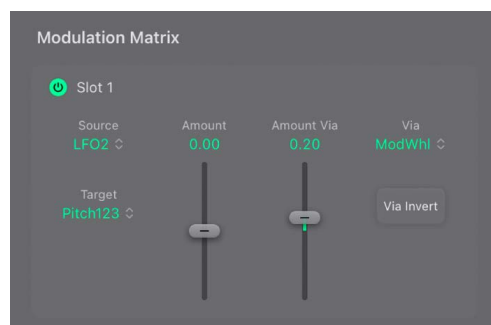 Modulation Matrix
Slot 1
Source
Amount
Amount Via
Via
LFO2
0.00
0.20
ModWhl
Target
Pitch123
Via Invert